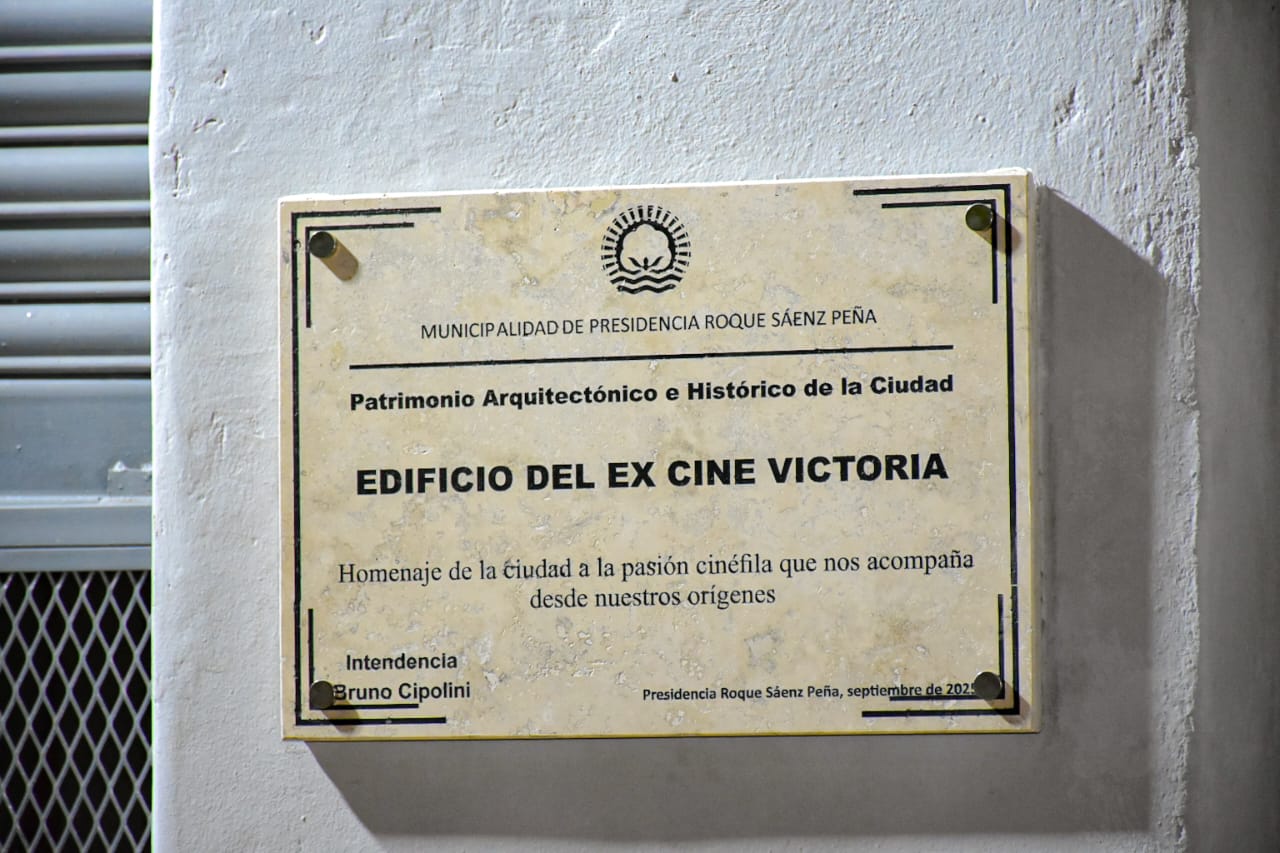 MUNICIPALIDAD DE PRESIDENCIA ROQUE SÁENZ PEÑA
Patrimonio Arquitectónico e Histórico de la Ciudad
EDIFICIO DEL EX CINE VICTORIA
Homenaje de la ciudad a la pasión cinéfila que nos acompaña
desde nuestros orígenes
Intendencia
Bruno Cipolini
Presidencia Roque Sáenz Peña, septiembre de